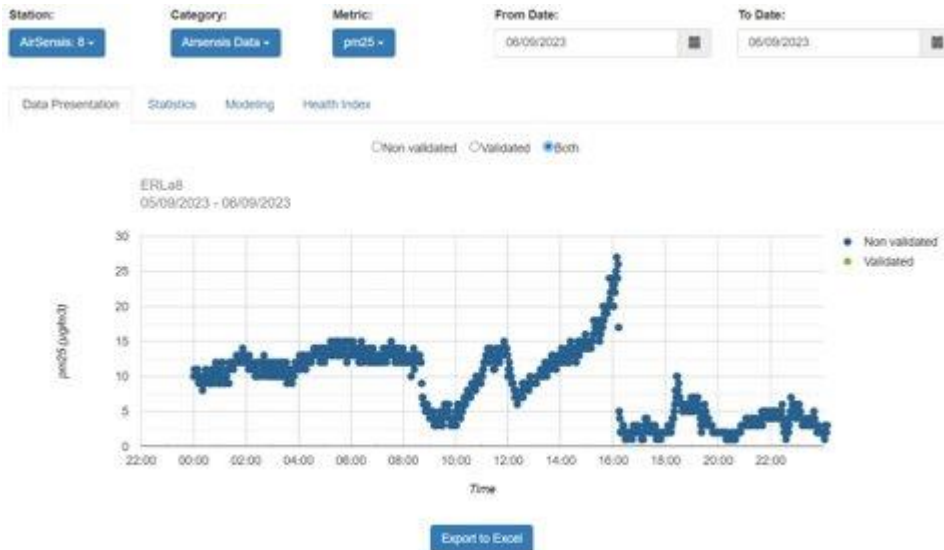 Station: Category: Metric: From Date: To Date:
AirSensis: 8 Airsensis Data pm25 06/09/2023 06/09/2023
Data Presentation Statistics Modeling Health Index
Non validated Validated Both
ERLa8
05/09/2023 - 06/09/2023
30
25
20
15
10
5
0
pm25 (µg/m3)
Non validated
Validated
22:00 00:00 02:00 04:00 06:00 08:00 10:00 12:00 14:00 16:00 18:00 20:00 22:00
Time
Export to Excel